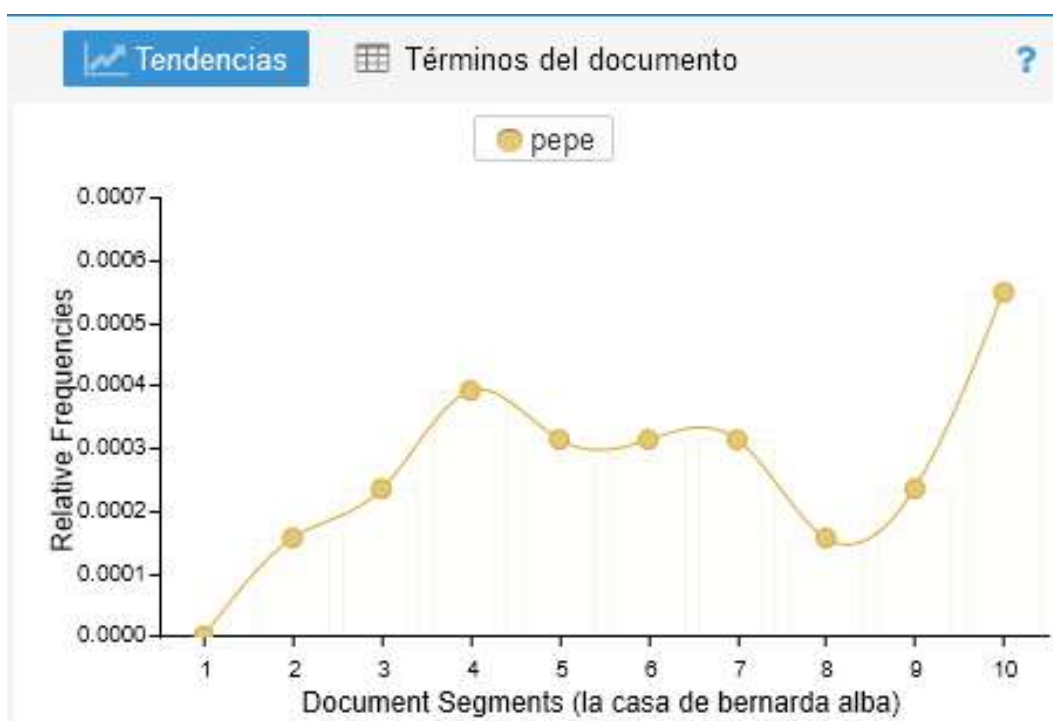 Tendencias Términos del documento ?
pepe
0.0007
0.0006
0.0005
0.0004
0.0003
0.0002
0.0001
0.0000
Relative Frequencies
1 2 3 4 5 6 7 8 9 10
Document Segments (la casa de bernarda alba)